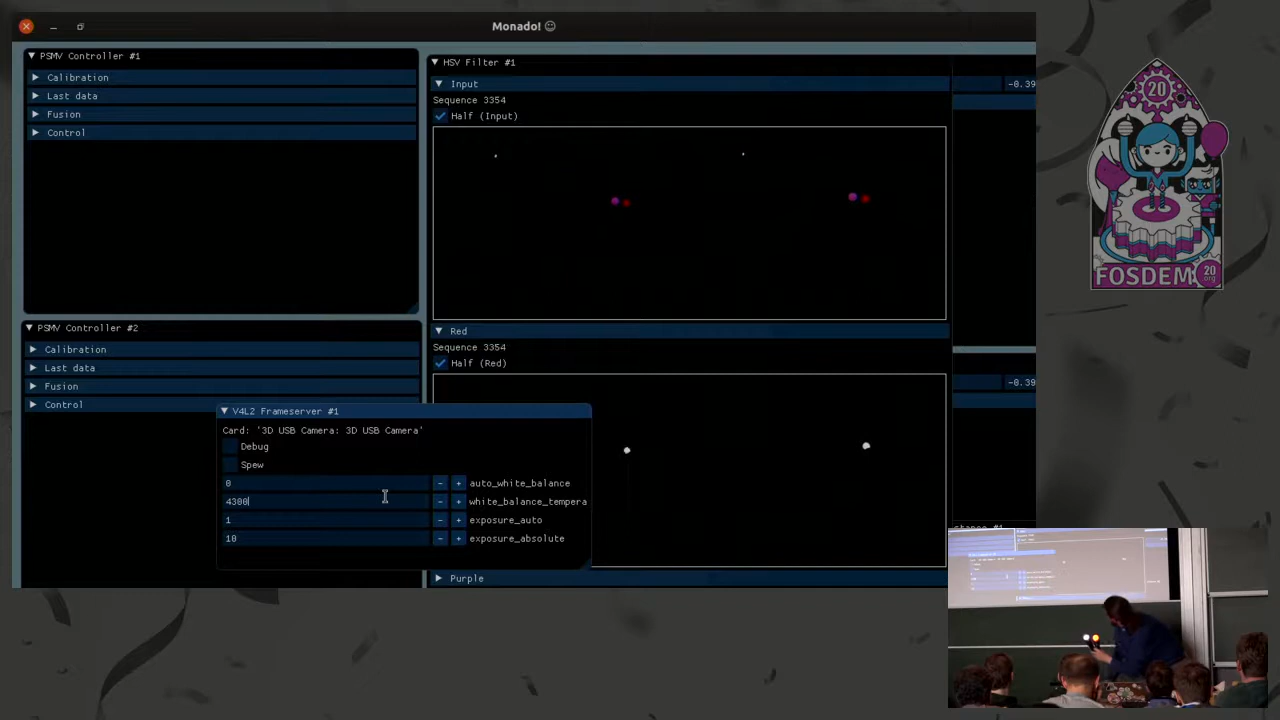 Monado! ☺
PSMV Controller #1
Calibration
Last data
Fusion
Control
HSV Filter #1
Input
Sequence 3354
Half (Input)
-0.39
Red
Sequence 3354
Half (Red)
-0.39
Purple
PSMV Controller #2
Calibration
Last data
Fusion
Control
V4L2 Frameserver #1
Card: '3D USB Camera: 3D USB Camera'
Debug
Spew
0 - + auto_white_balance
4300 - + white_balance_tempera
1 - + exposure_auto
10 - + exposure_absolute
20
FOSDEM 20
.org